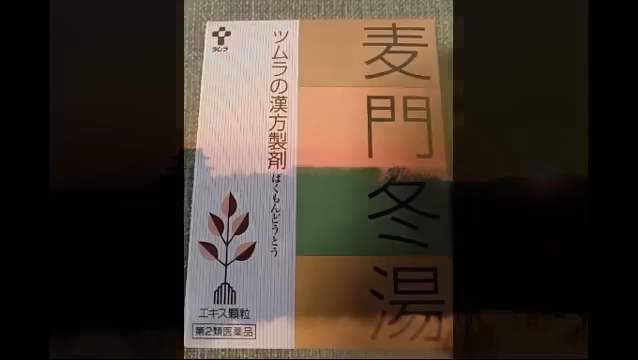 ツムラ
ツムラの漢方製剤
ばくもんどうとう
麦門冬湯
エキス顆粒
第2類医薬品